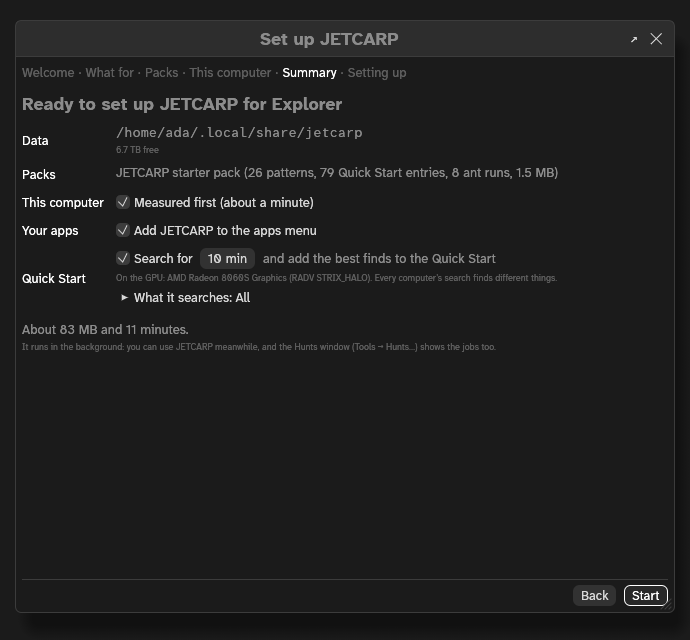 Set up JETCARP
Welcome · What for · Packs · This computer · Summary · Setting up
Ready to set up JETCARP for Explorer
Data /home/ada/.local/share/jetcarp
6.7 TB free
Packs JETCARP starter pack (26 patterns, 79 Quick Start entries, 8 ant runs, 1.5 MB)
This computer Measured first (about a minute)
Your apps Add JETCARP to the apps menu
Search for 10 min and add the best finds to the Quick Start
Quick Start On the GPU: AMD Radeon 8060S Graphics (RADV STRIX_HALO). Every computer's search finds different things.
▸ What it searches: All
About 83 MB and 11 minutes.
It runs in the background: you can use JETCARP meanwhile, and the Hunts window (Tools → Hunts...) shows the jobs too.
Back Start